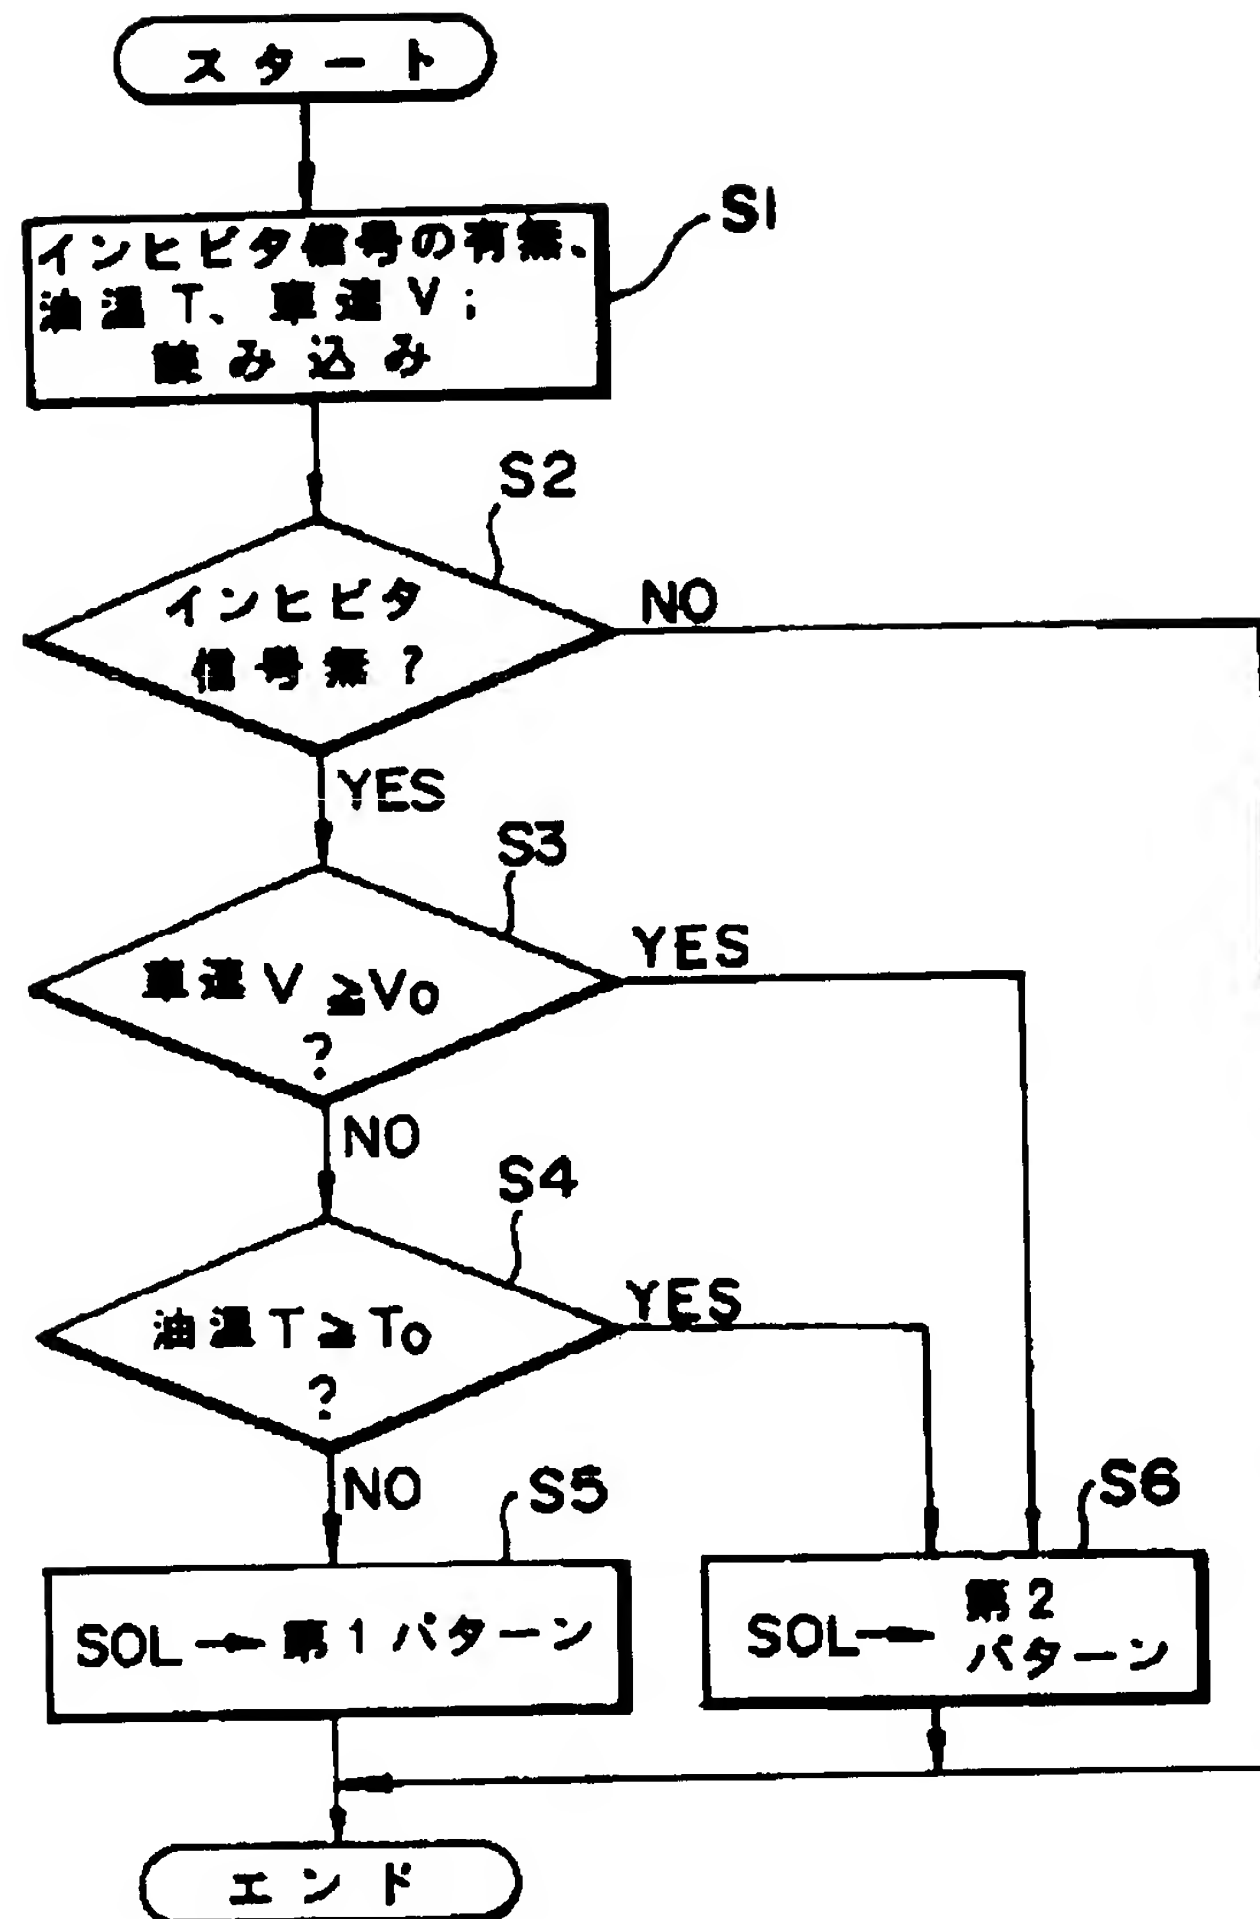 スタート
S1
インヒビタ信号の有無、
油温T、車速V;
読み込み
S2
インヒビタ
信号無?
NO
YES
S3
車速V≧V0
?
YES
NO
S4
油温T≧T0
?
YES
NO
S5
SOL→第1パターン
S6
SOL→第2
パターン
エンド